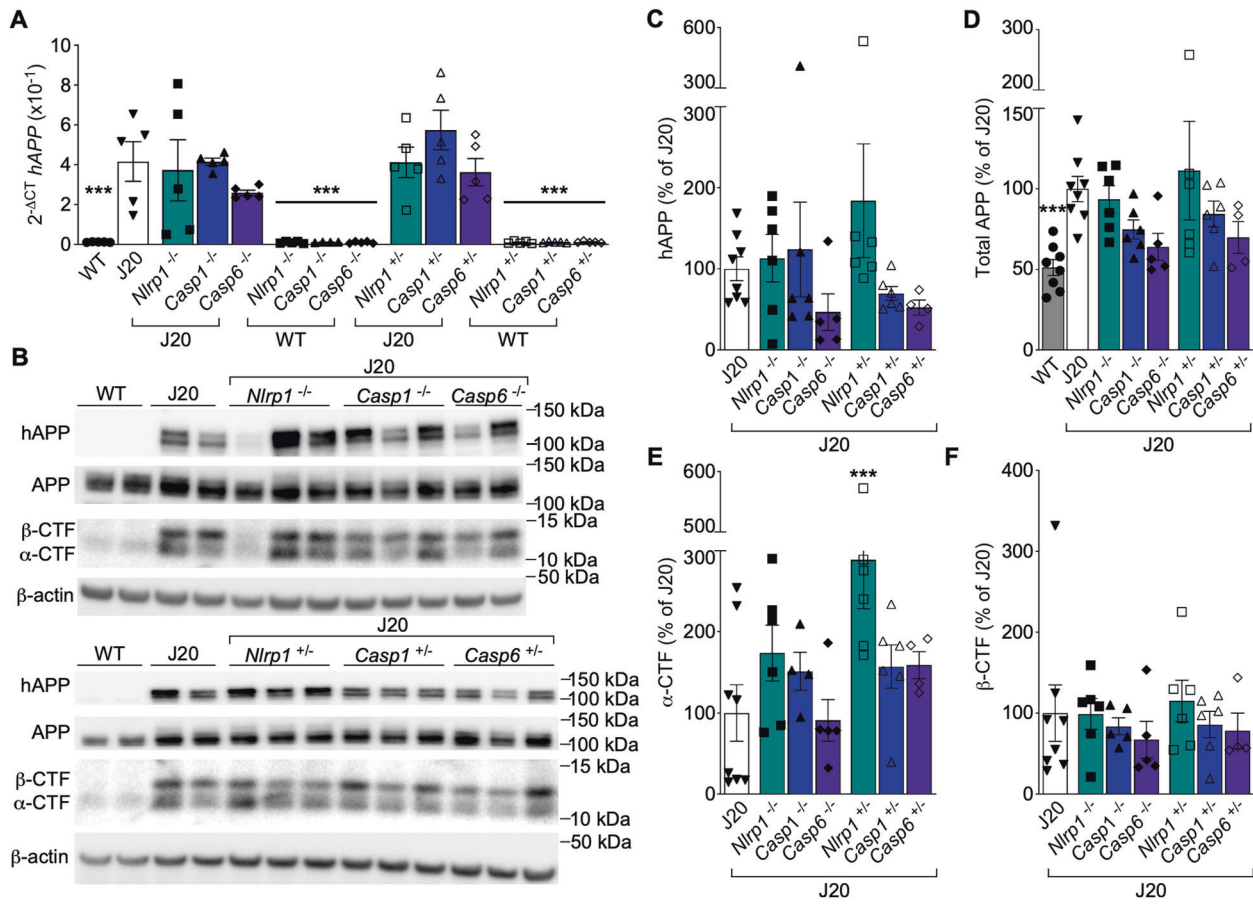 A
2-ΔCT hAPP (x10-1)
10
8
6
4
2
0
***
***
***
WT
J20
Nlrp1 -/-
Casp1 -/-
Casp6 -/-
Nlrp1 -/-
Casp1 -/-
Casp6 -/-
Nlrp1 +/-
Casp1 +/-
Casp6 +/-
Nlrp1 +/-
Casp1 +/-
Casp6 +/-
J20
WT
J20
WT
B
J20
WT
J20
Nlrp1 -/-
Casp1 -/-
Casp6 -/-
hAPP
150 kDa
100 kDa
APP
150 kDa
100 kDa
β-CTF
15 kDa
α-CTF
10 kDa
50 kDa
β-actin
J20
WT
J20
Nlrp1 +/-
Casp1 +/-
Casp6 +/-
hAPP
150 kDa
100 kDa
APP
150 kDa
100 kDa
β-CTF
15 kDa
α-CTF
10 kDa
β-actin
50 kDa
C
hAPP (% of J20)
600
300
100
200
100
0
J20
Nlrp1 -/-
Casp1 -/-
Casp6 -/-
Nlrp1 +/-
Casp1 +/-
Casp6 +/-
J20
D
Total APP (% of J20)
300
200
150
100
50
0
***
WT
J20
Nlrp1 -/-
Casp1 -/-
Casp6 -/-
Nlrp1 +/-
Casp1 +/-
Casp6 +/-
J20
E
α-CTF (% of J20)
600
500
300
200
100
0
***
J20
Nlrp1 -/-
Casp1 -/-
Casp6 -/-
Nlrp1 +/-
Casp1 +/-
Casp6 +/-
J20
F
β-CTF (% of J20)
400
300
200
100
0
J20
Nlrp1 -/-
Casp1 -/-
Casp6 -/-
Nlrp1 +/-
Casp1 +/-
Casp6 +/-
J20